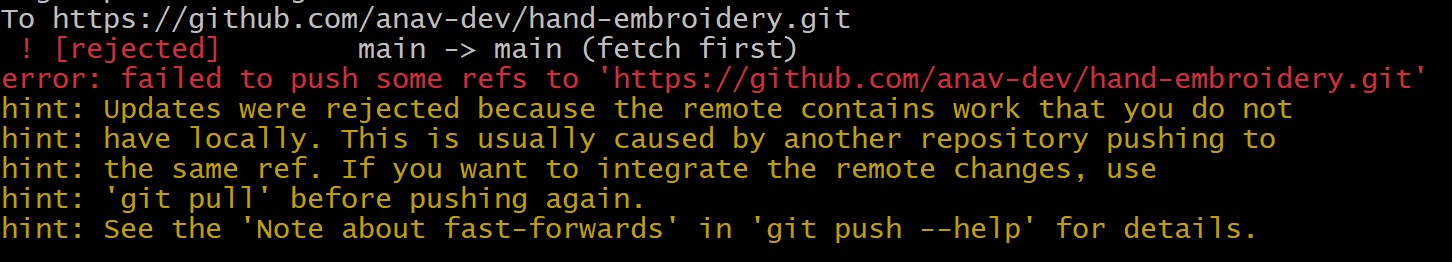 To https://github.com/anav-dev/hand-embroidery.git
 ! [rejected]        main -> main (fetch first)
error: failed to push some refs to 'https://github.com/anav-dev/hand-embroidery.git'
hint: Updates were rejected because the remote contains work that you do not
hint: have locally. This is usually caused by another repository pushing to
hint: the same ref. If you want to integrate the remote changes, use
hint: 'git pull' before pushing again.
hint: See the 'Note about fast-forwards' in 'git push --help' for details.